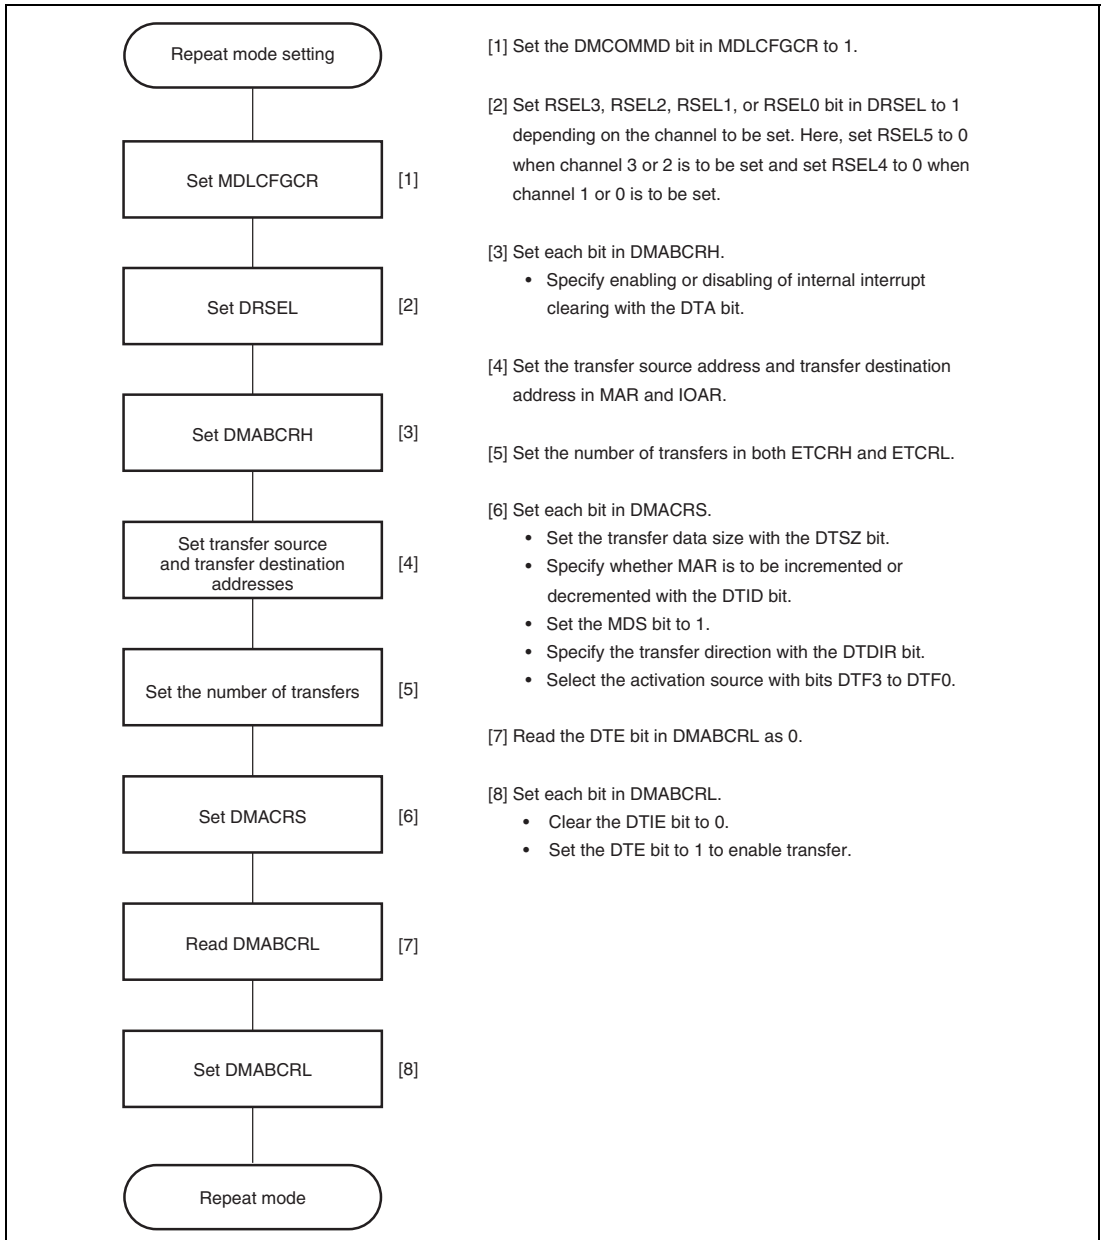 Repeat mode setting
Set MDLCFGCR
[1]
Set DRSEL
[2]
Set DMABCRH
[3]
Set transfer source
and transfer destination
addresses
[4]
Set the number of transfers
[5]
Set DMACRS
[6]
Read DMABCRL
[7]
Set DMABCRL
[8]
Repeat mode
[1] Set the DMCOMMD bit in MDLCFGCR to 1.
[2] Set RSEL3, RSEL2, RSEL1, or RSEL0 bit in DRSEL to 1
depending on the channel to be set. Here, set RSEL5 to 0
when channel 3 or 2 is to be set and set RSEL4 to 0 when
channel 1 or 0 is to be set.
[3] Set each bit in DMABCRH.
• Specify enabling or disabling of internal interrupt
clearing with the DTA bit.
[4] Set the transfer source address and transfer destination
address in MAR and IOAR.
[5] Set the number of transfers in both ETCRH and ETCRL.
[6] Set each bit in DMACRS.
• Set the transfer data size with the DTSZ bit.
• Specify whether MAR is to be incremented or
decremented with the DTID bit.
• Set the MDS bit to 1.
• Specify the transfer direction with the DTDIR bit.
• Select the activation source with bits DTF3 to DTF0.
[7] Read the DTE bit in DMABCRL as 0.
[8] Set each bit in DMABCRL.
• Clear the DTIE bit to 0.
• Set the DTE bit to 1 to enable transfer.